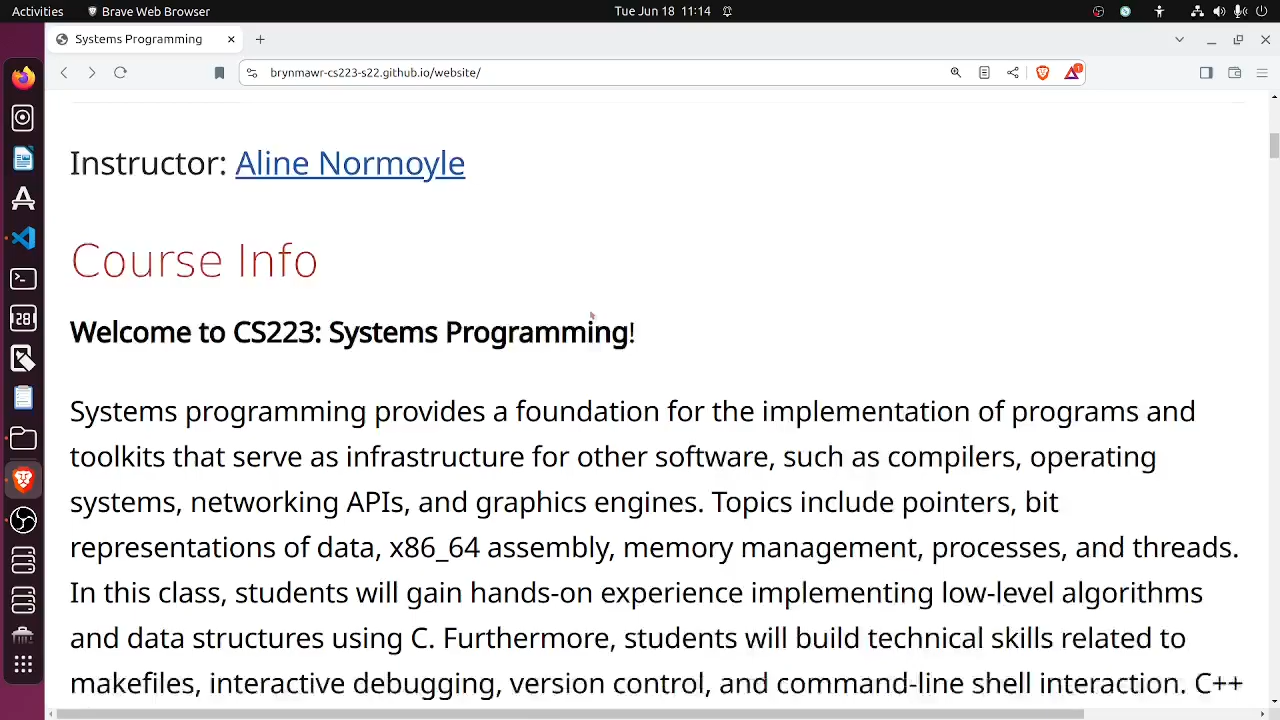 Activities
Brave Web Browser
Tue Jun 18 11:14
Systems Programming
brynmawr-cs223-s22.github.io/website/
1
Instructor: Aline Normoyle
Course Info
Welcome to CS223: Systems Programming!
Systems programming provides a foundation for the implementation of programs and
toolkits that serve as infrastructure for other software, such as compilers, operating
systems, networking APIs, and graphics engines. Topics include pointers, bit
representations of data, x86_64 assembly, memory management, processes, and threads.
In this class, students will gain hands-on experience implementing low-level algorithms
and data structures using C. Furthermore, students will build technical skills related to
makefiles, interactive debugging, version control, and command-line shell interaction. C++